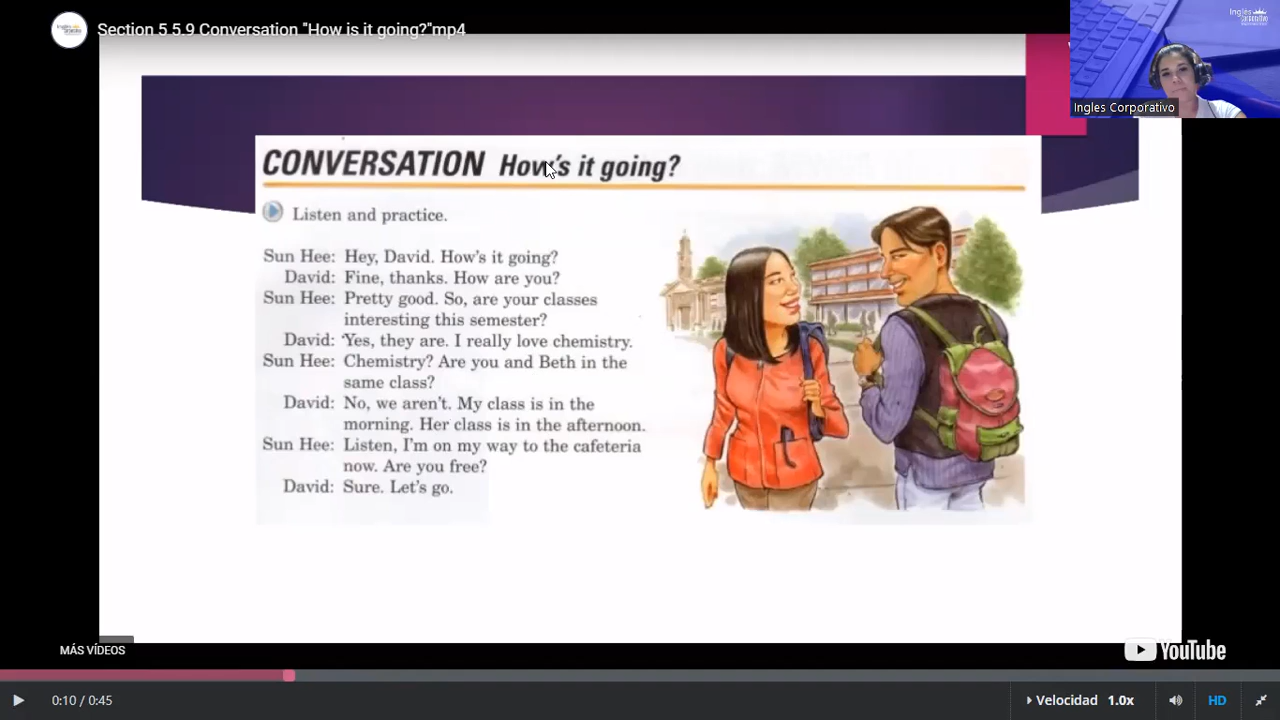 Section 5 5.9 Conversation "How is it going?"mp4
Ingles Corporativo
CONVERSATION How's it going?
Listen and practice.
Sun Hee: Hey, David. How's it going?
David: Fine, thanks. How are you?
Sun Hee: Pretty good. So, are your classes
interesting this semester?
David: Yes, they are. I really love chemistry.
Sun Hee: Chemistry? Are you and Beth in the
same class?
David: No, we aren't. My class is in the
morning. Her class is in the afternoon.
Sun Hee: Listen, I'm on my way to the cafeteria
now. Are you free?
David: Sure. Let's go.
MÁS VÍDEOS
YouTube
0:10 / 0:45
Velocidad 1.0x
HD